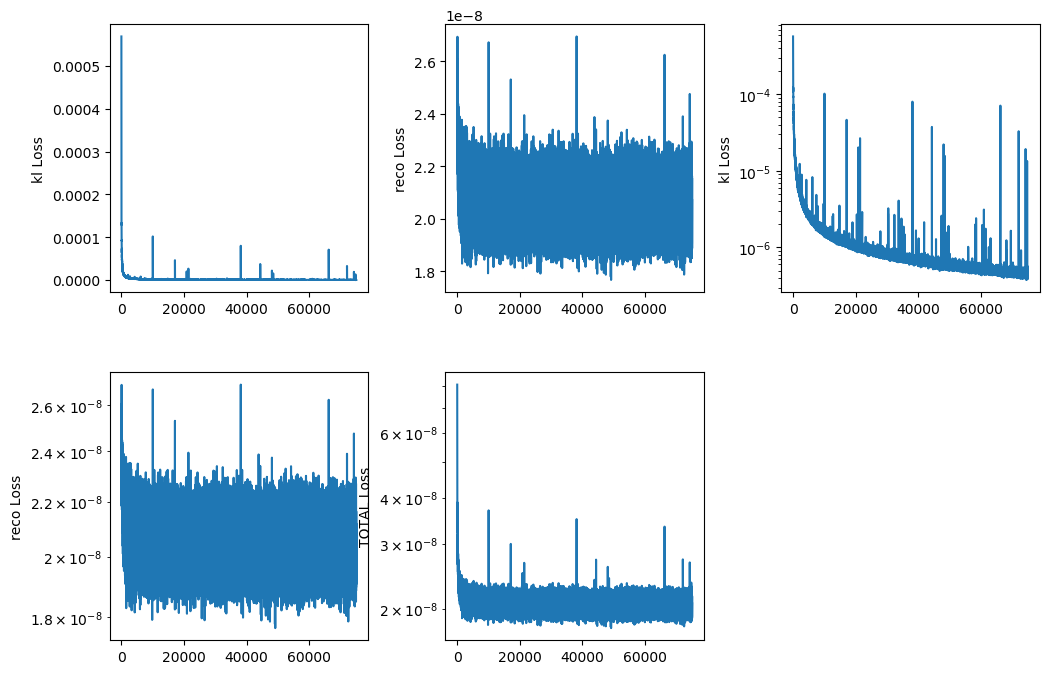 0.0005
0.0004
0.0003
0.0002
0.0001
0.0000
kl Loss
0 20000 40000 60000
1e−8
2.6
2.4
2.2
2.0
1.8
reco Loss
0 20000 40000 60000
10⁻⁴
10⁻⁵
10⁻⁶
kl Loss
0 20000 40000 60000
2.6 × 10⁻⁸
2.4 × 10⁻⁸
2.2 × 10⁻⁸
2 × 10⁻⁸
1.8 × 10⁻⁸
reco Loss
0 20000 40000 60000
6 × 10⁻⁸
4 × 10⁻⁸
3 × 10⁻⁸
2 × 10⁻⁸
TOTAL Loss
0 20000 40000 60000